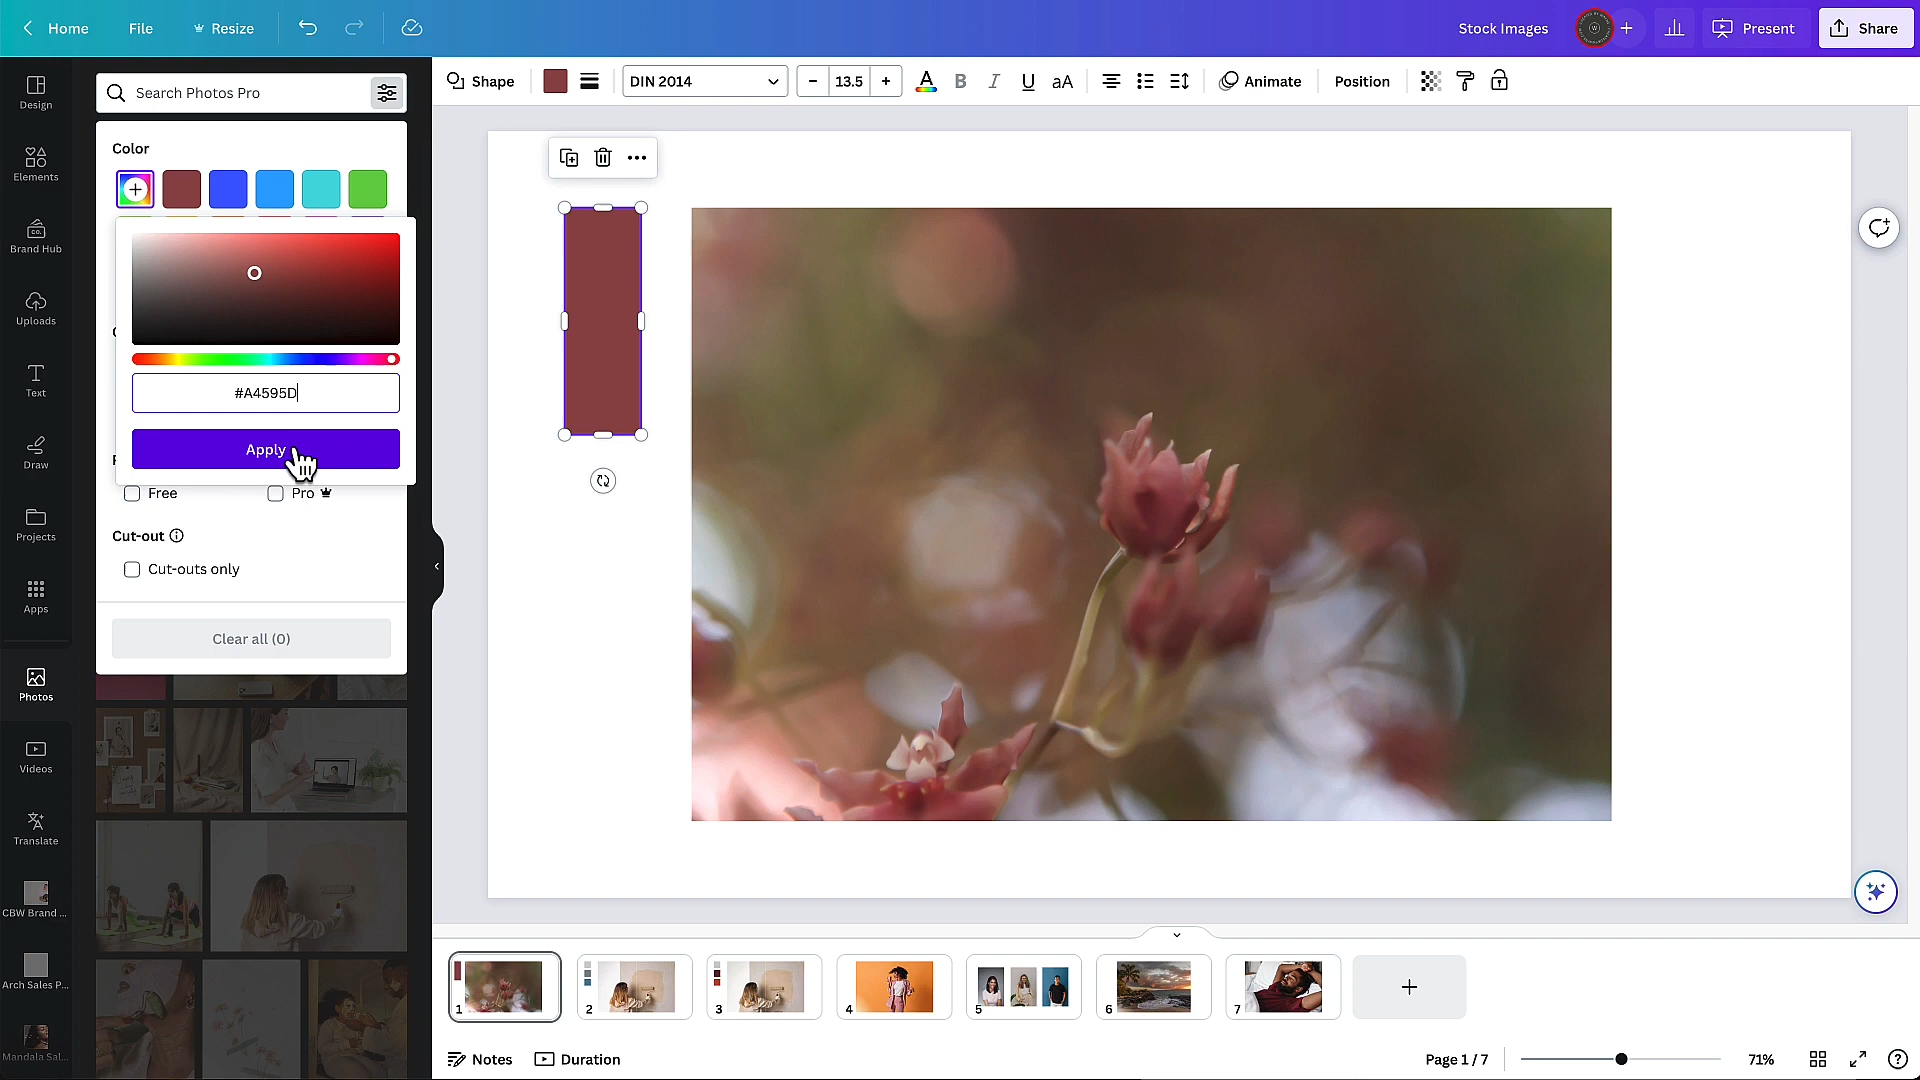 Home File Resize Stock Images Present Share
Search Photos Pro
Shape DIN 2014 – 13.5 + A B I U aA Animate Position
Design
Color
Elements
Brand Hub
Uploads
Text
#A4595D
Draw
Apply
Free Pro
Projects
Cut-out
Cut-outs only
Apps
Clear all (0)
Photos
Videos
Translate
CBW Brand ...
Arch Sales P...
Mandala Sal...
1 2 3 4 5 6 7
Notes Duration Page 1 / 7 71%